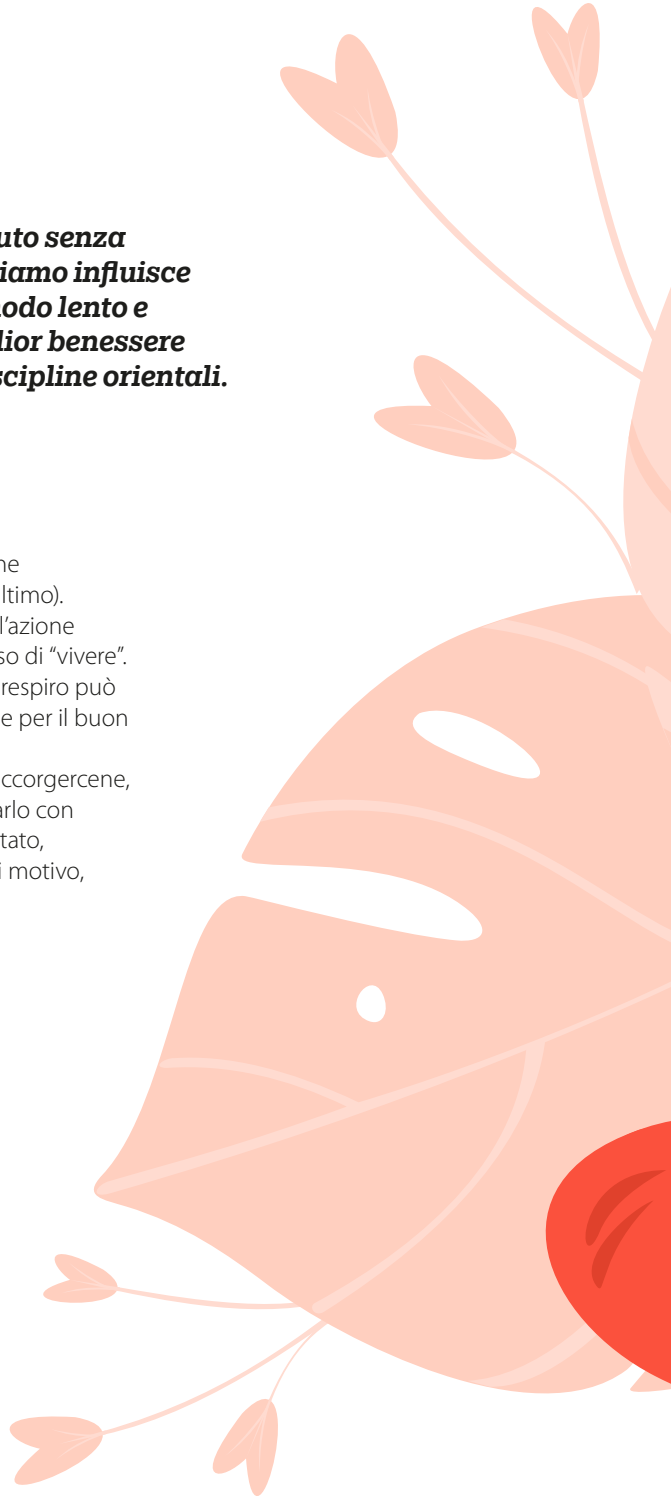 uto senza
iamo influisce
odo lento e
lior benessere
scipline orientali.
ne
ltimo).
l’azione
so di “vivere”.
respiro può
e per il buon
ccorgercene,
arlo con
tato,
i motivo,